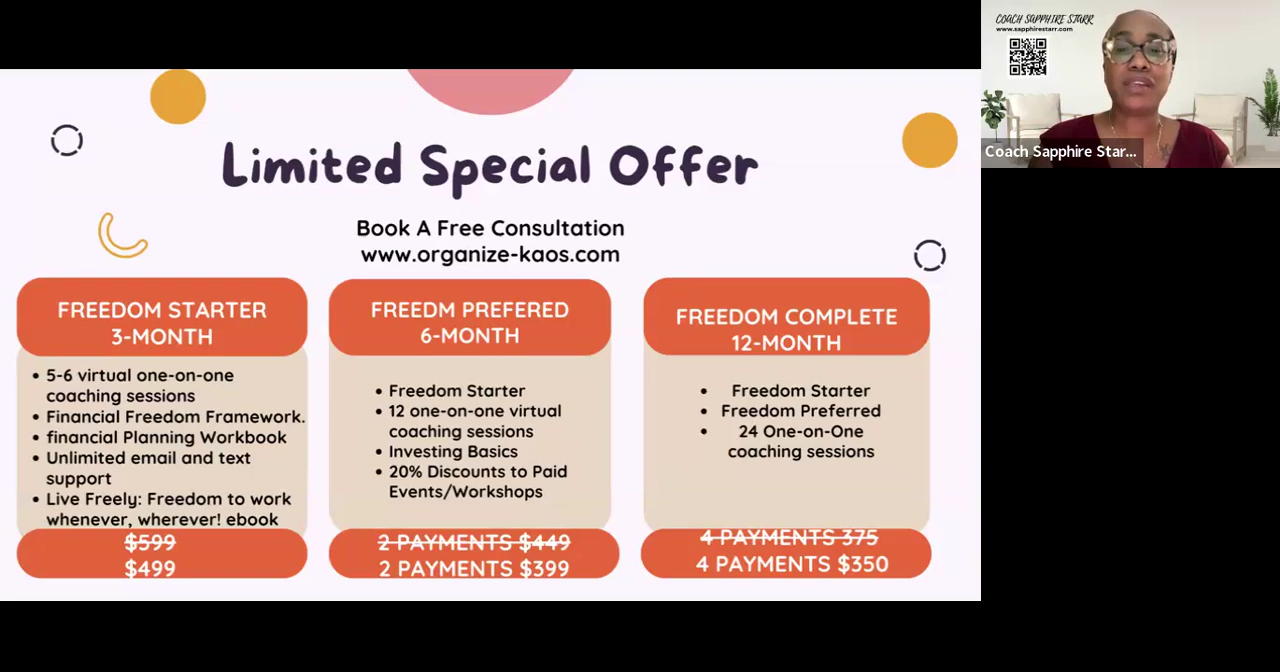 Limited Special Offer
Book A Free Consultation
www.organize-kaos.com
FREEDOM STARTER
3-MONTH
• 5-6 virtual one-on-one
coaching sessions
• Financial Freedom Framework.
• financial Planning Workbook
• Unlimited email and text
support
• Live Freely: Freedom to work
whenever, wherever! ebook
$599
$499
FREEDM PREFERED
6-MONTH
• Freedom Starter
• 12 one-on-one virtual
coaching sessions
• Investing Basics
• 20% Discounts to Paid
Events/Workshops
2 PAYMENTS $449
2 PAYMENTS $399
FREEDOM COMPLETE
12-MONTH
• Freedom Starter
• Freedom Preferred
• 24 One-on-One
coaching sessions
4 PAYMENTS 375
4 PAYMENTS $350
COACH SAPPHIRE STARR
www.sapphirestarr.com
Coach Sapphire Star...